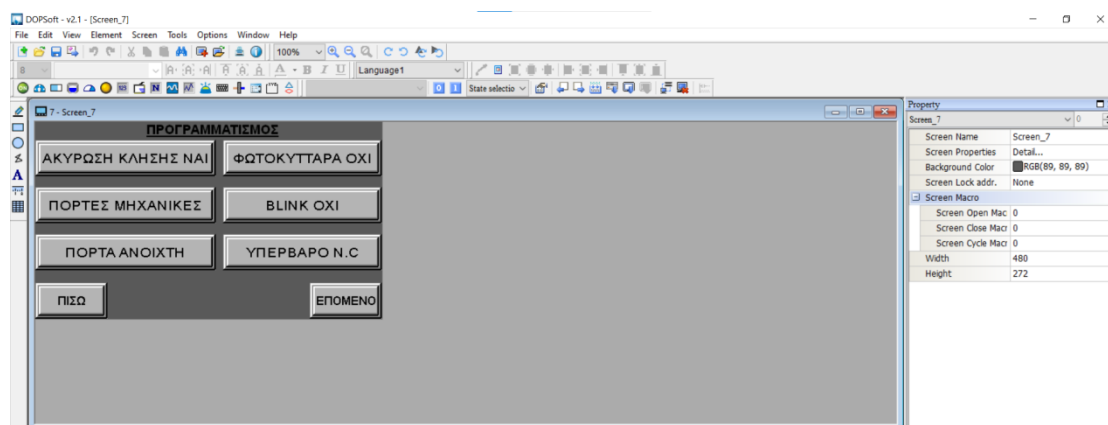 DOPSoft - v2.1 - [Screen_7]
File Edit View Element Screen Tools Options Window Help
100%
8 A B I U Language1
State selectio
7 - Screen_7
ΠΡΟΓΡΑΜΜΑΤΙΣΜΟΣ
ΑΚΥΡΩΣΗ ΚΛΗΣΗΣ ΝΑΙ ΦΩΤΟΚΥΤΤΑΡΑ ΟΧΙ
ΠΟΡΤΕΣ ΜΗΧΑΝΙΚΕΣ BLINK ΟΧΙ
ΠΟΡΤΑ ΑΝΟΙΧΤΗ ΥΠΕΡΒΑΡΟ N.C
ΠΙΣΩ ΕΠΟΜΕΝΟ
Property
Screen_7 0
Screen Name Screen_7
Screen Properties Detail...
Background Color RGB(89, 89, 89)
Screen Lock addr. None
Screen Macro
Screen Open Mac 0
Screen Close Macr 0
Screen Cycle Macr 0
Width 480
Height 272